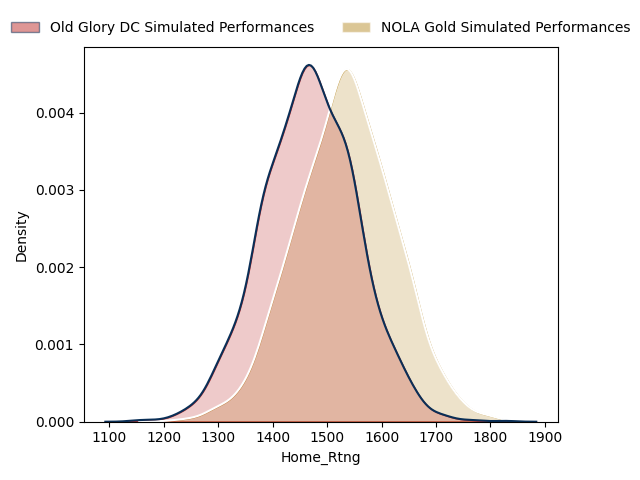 Old Glory DC Simulated Performances NOLA Gold Simulated Performances
0.004
0.003
0.002
0.001
0.000
Density
1100 1200 1300 1400 1500 1600 1700 1800 1900
Home_Rtng